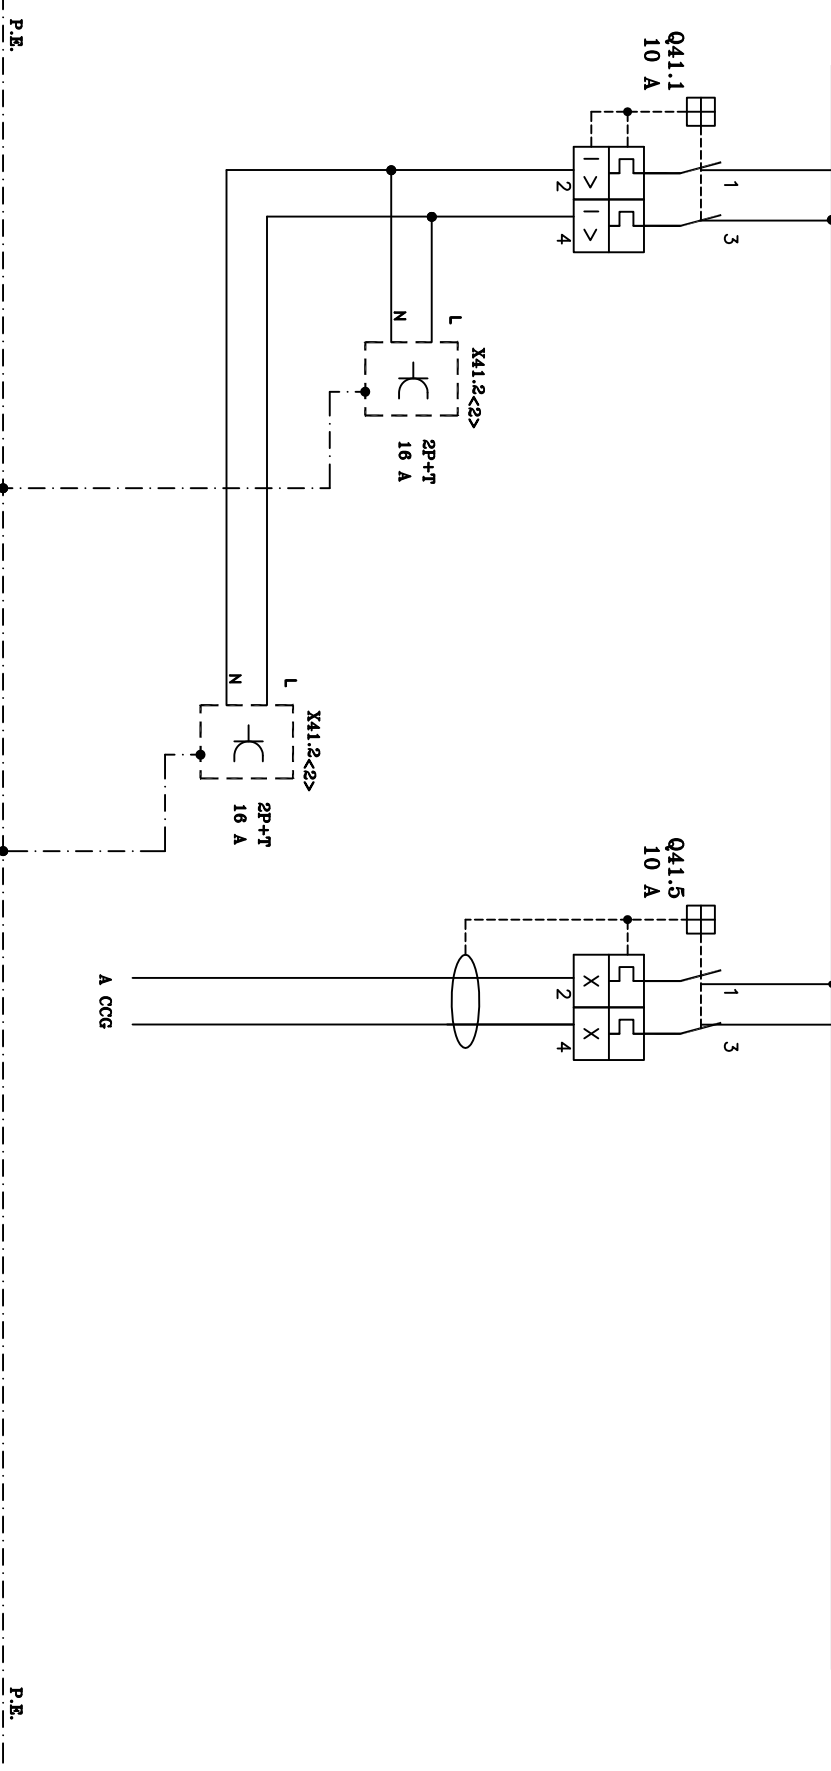 P.E.
Q41.1
10 A
1
3
2
4
I >
I >
N
L
X41.2<2>
2P+T
16 A
N
L
X41.2<2>
2P+T
16 A
Q41.5
10 A
1
3
2
4
X
X
A CCG
P.E.